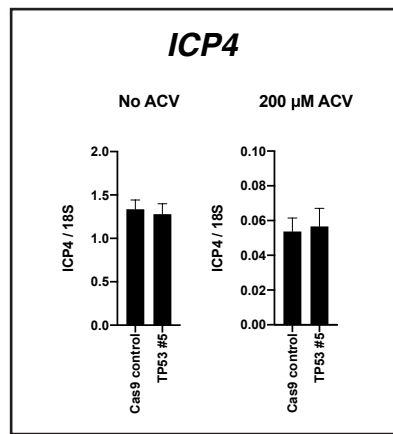 ICP4
No ACV
ICP4 / 18S
2.0
1.5
1.0
0.5
0.0
Cas9 control
TP53 #5
200 µM ACV
ICP4 / 18S
0.10
0.08
0.06
0.04
0.02
0.00
Cas9 control
TP53 #5